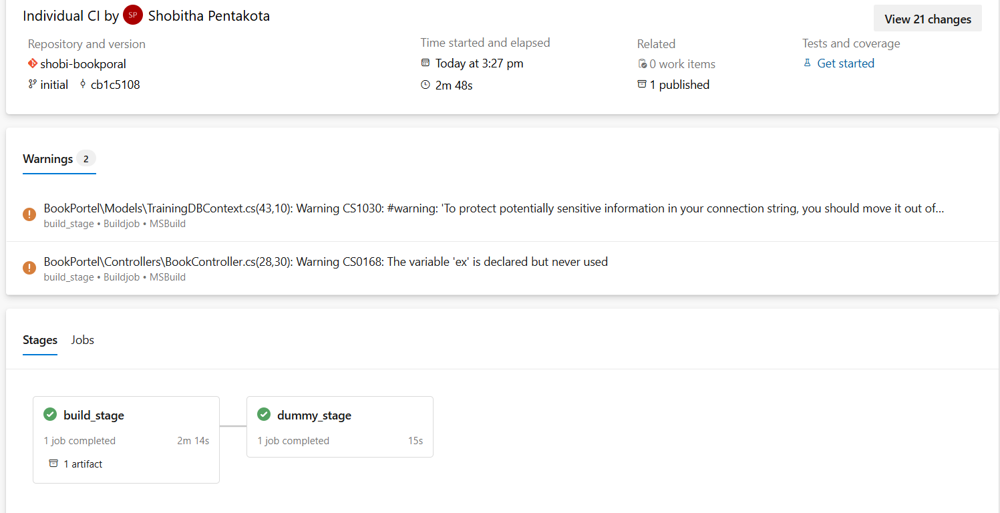 Individual CI by SP Shobitha Pentakota
View 21 changes
Repository and version
Time started and elapsed
Related
Tests and coverage
shobi-bookporal
Today at 3:27 pm
0 work items
Get started
initial cb1c5108
2m 48s
1 published
Warnings 2
BookPortel\Models\TrainingDBContext.cs(43,10): Warning CS1030: #warning: 'To protect potentially sensitive information in your connection string, you should move it out of...
build_stage • Buildjob • MSBuild
BookPortel\Controllers\BookController.cs(28,30): Warning CS0168: The variable 'ex' is declared but never used
build_stage • Buildjob • MSBuild
Stages Jobs
build_stage
1 job completed 2m 14s
1 artifact
dummy_stage
1 job completed 15s